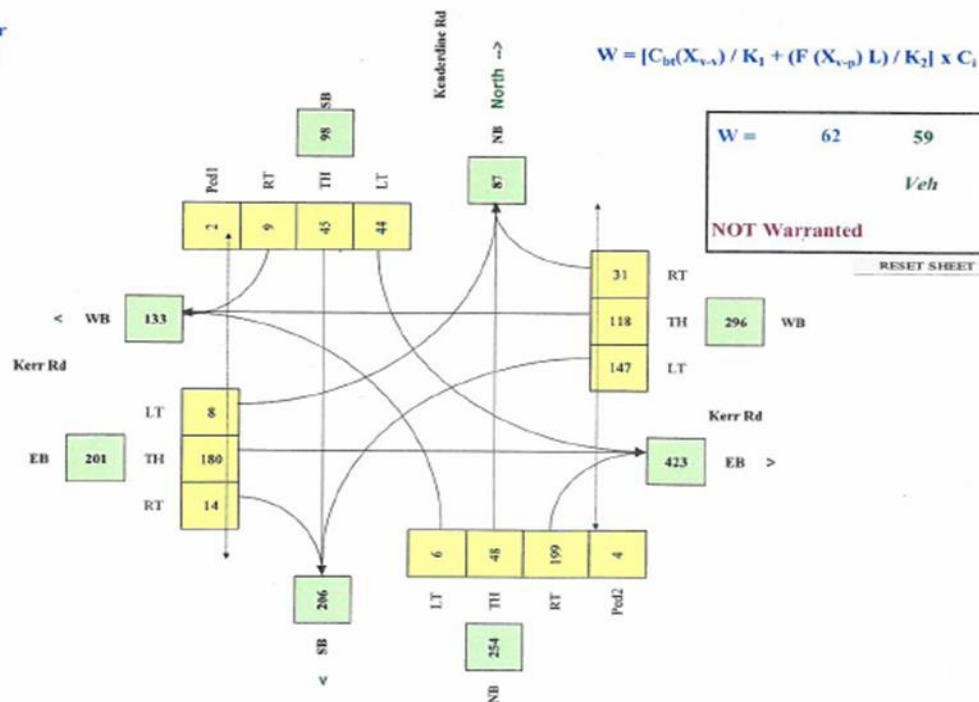 r
Keaderdine Rd
NB North -->
W = [Cbt(Xv-v) / K1 + (F (Xv-p) L) / K2] x Ci
W = 62 59
Veh
NOT Warranted
RESET SHEET
SB
98
Ped1 RT TH LT
2 9 45 44
87
31 RT
118 TH 296 WB
147 LT
< WB 133
Kerr Rd
LT 8
EB 201 TH 180
RT 14
Kerr Rd
423 EB >
6 48 199 4
LT TH RT Ped2
206
SB
<
254
NB